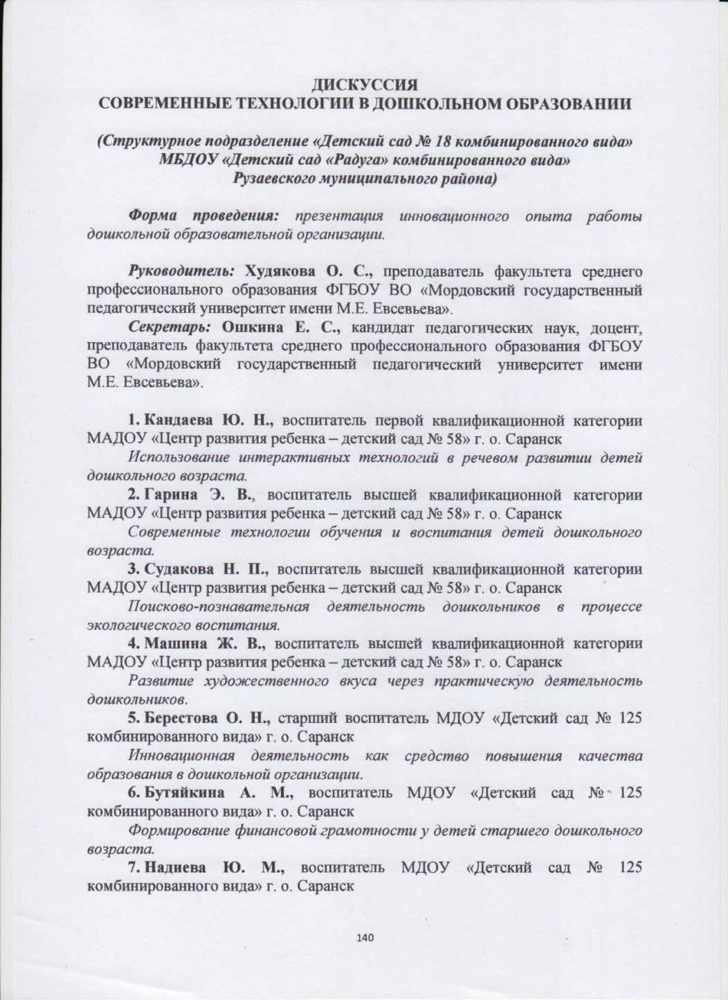 ДИСКУССИЯ
СОВРЕМЕННЫЕ ТЕХНОЛОГИИ В ДОШКОЛЬНОМ ОБРАЗОВАНИИ
(Структурное подразделение «Детский сад № 18 комбинированного вида»
МБДОУ «Детский сад «Радуга» комбинированного вида»
Рузаевского муниципального района)
Форма проведения: презентация инновационного опыта работы
дошкольной образовательной организации.
Руководитель: Худякова О. С., преподаватель факультета среднего
профессионального образования ФГБОУ ВО «Мордовский государственный
педагогический университет имени М.Е. Евсевьева».
Секретарь: Ошкина Е. С., кандидат педагогических наук, доцент,
преподаватель факультета среднего профессионального образования ФГБОУ
ВО «Мордовский государственный педагогический университет имени
М.Е. Евсевьева».
1. Кандаева Ю. Н., воспитатель первой квалификационной категории
МАДОУ «Центр развития ребенка – детский сад № 58» г. о. Саранск
Использование интерактивных технологий в речевом развитии детей
дошкольного возраста.
2. Гарина Э. В., воспитатель высшей квалификационной категории
МАДОУ «Центр развития ребенка – детский сад № 58» г. о. Саранск
Современные технологии обучения и воспитания детей дошкольного
возраста.
3. Судакова Н. П., воспитатель высшей квалификационной категории
МАДОУ «Центр развития ребенка – детский сад № 58» г. о. Саранск
Поисково-познавательная деятельность дошкольников в процессе
экологического воспитания.
4. Машина Ж. В., воспитатель высшей квалификационной категории
МАДОУ «Центр развития ребенка – детский сад № 58» г. о. Саранск
Развитие художественного вкуса через практическую деятельность
дошкольников.
5. Берестова О. Н., старший воспитатель МДОУ «Детский сад № 125
комбинированного вида» г. о. Саранск
Инновационная деятельность как средство повышения качества
образования в дошкольной организации.
6. Бутяйкина А. М., воспитатель МДОУ «Детский сад № 125
комбинированного вида» г. о. Саранск
Формирование финансовой грамотности у детей старшего дошкольного
возраста.
7. Надиева Ю. М., воспитатель МДОУ «Детский сад № 125
комбинированного вида» г. о. Саранск
140